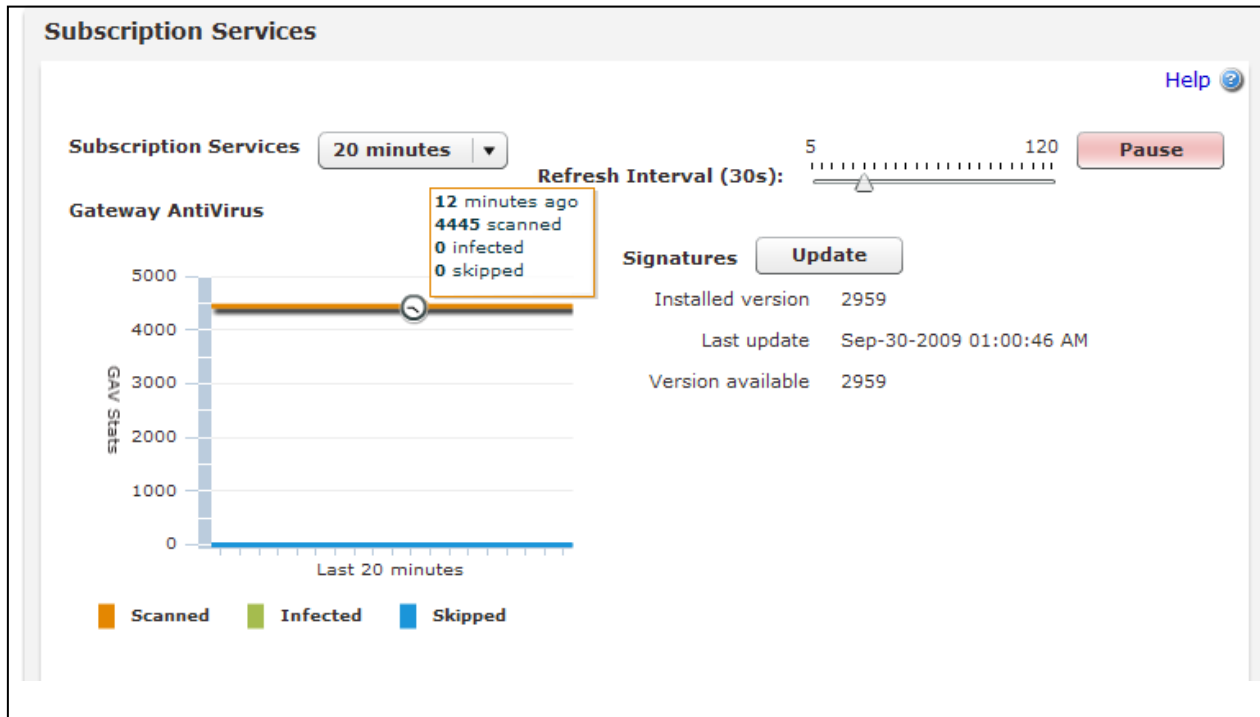 Subscription Services
Help
Subscription Services
20 minutes
Refresh Interval (30s):
5
120
Pause
Gateway AntiVirus
12 minutes ago
4445 scanned
0 infected
0 skipped
Signatures
Update
Installed version 2959
Last update Sep-30-2009 01:00:46 AM
Version available 2959
GAV Stats
5000
4000
3000
2000
1000
0
Last 20 minutes
Scanned
Infected
Skipped